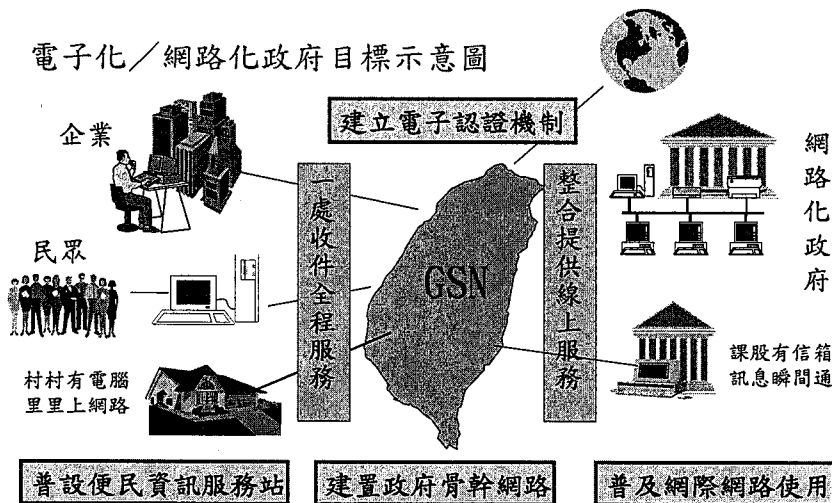 電子化／網路化政府目標示意圖
建立電子認證機制
企業
民眾
村村有電腦
里里上網路
一處收件全程服務
GSN
整合提供線上服務
網路化政府
課股有信箱
訊息瞬間通
普設便民資訊服務站
建置政府骨幹網路
普及網際網路使用